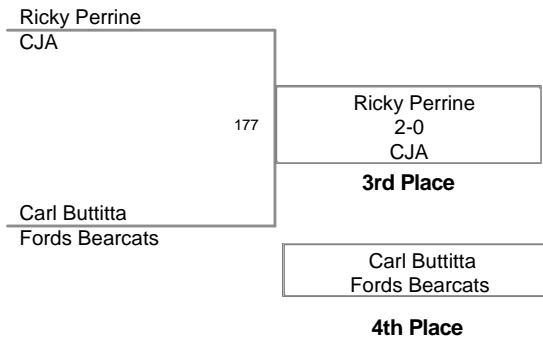 Ricky Perrine
CJA
177
Ricky Perrine
2-0
CJA
3rd Place
Carl Buttitta
Fords Bearcats
Carl Buttitta
Fords Bearcats
4th Place